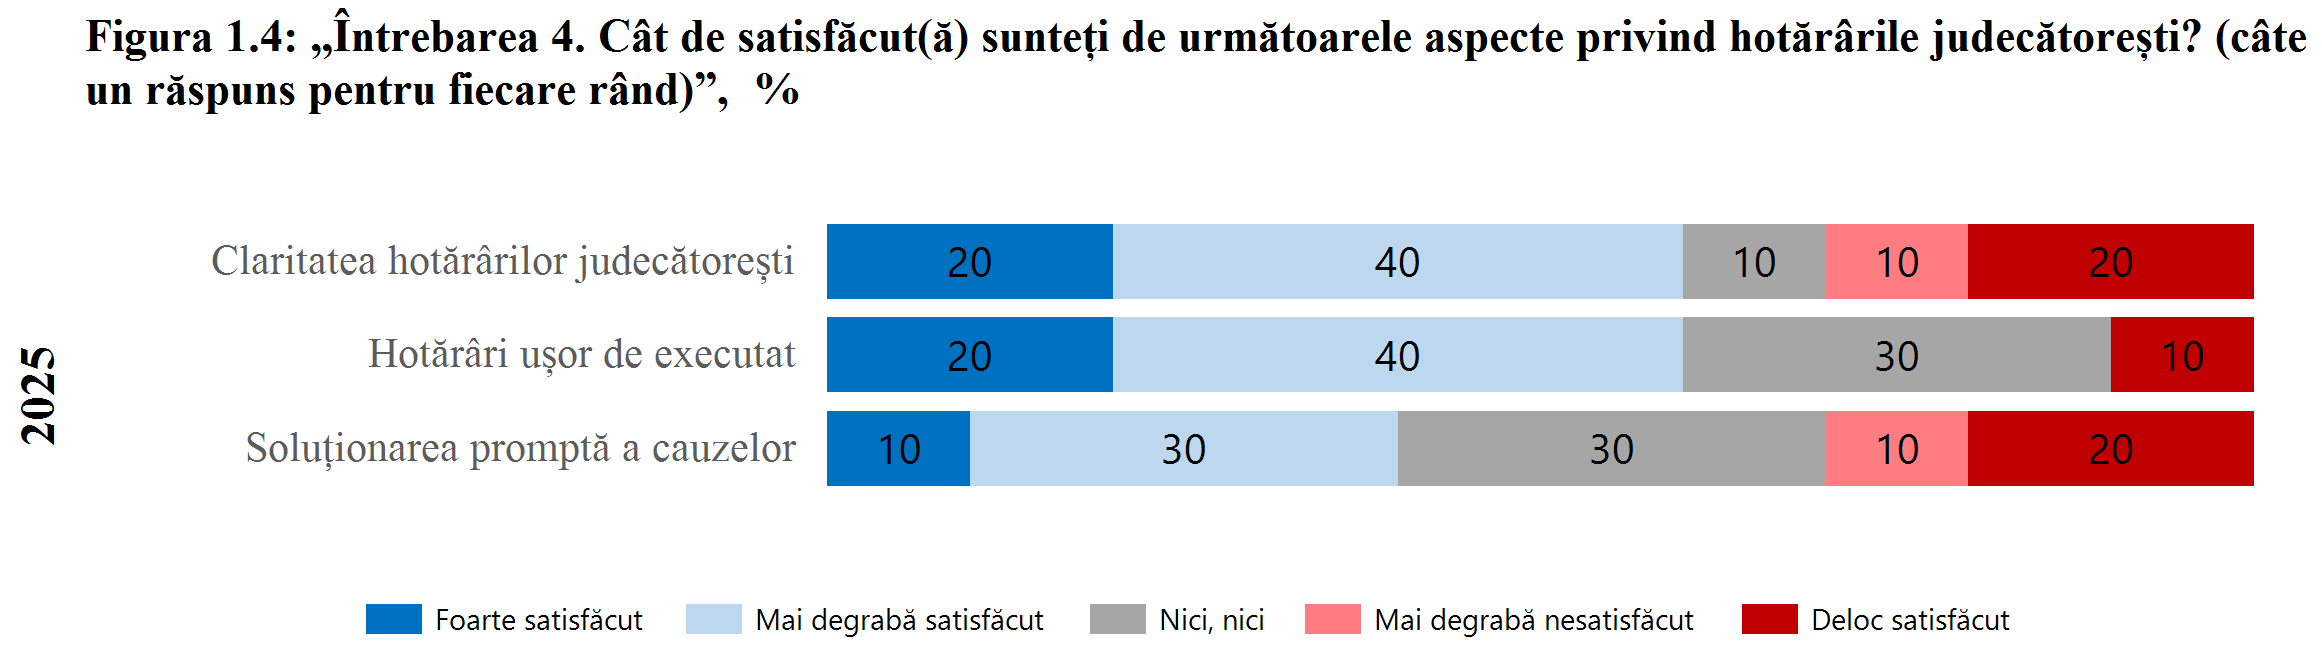 Figura 1.4: „Întrebarea 4. Cât de satisfăcut(ă) sunteți de următoarele aspecte privind hotărârile judecătorești? (câte
un răspuns pentru fiecare rând)”, %
2025
Claritatea hotărârilor judecătorești 20 40 10 10 20
Hotărâri ușor de executat 20 40 30 10
Soluționarea promptă a cauzelor 10 30 30 10 20
Foarte satisfăcut Mai degrabă satisfăcut Nici, nici Mai degrabă nesatisfăcut Deloc satisfăcut